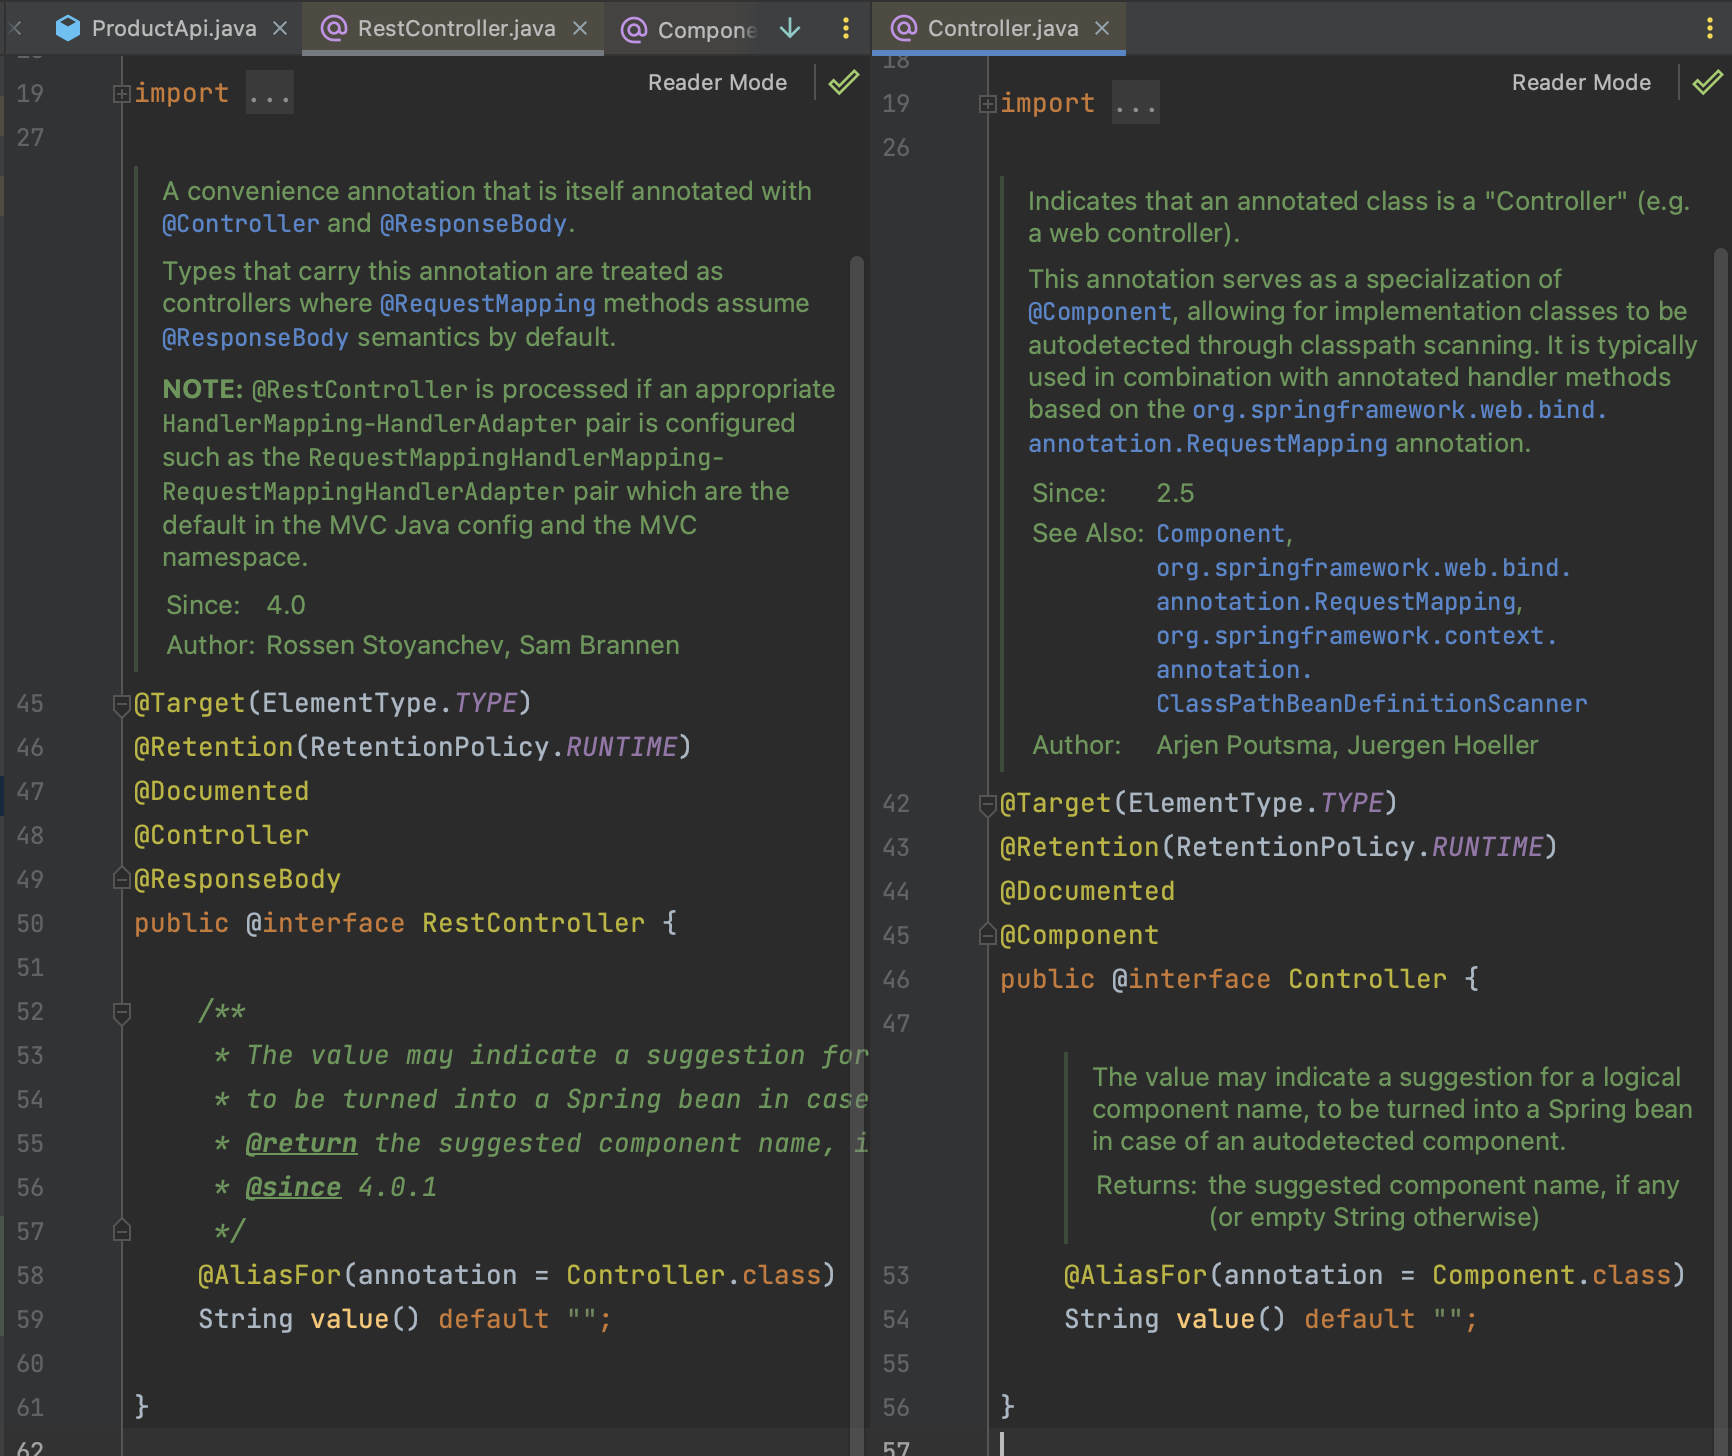 ProductApi.java
RestController.java
Compone
19 import ...
Reader Mode
27
A convenience annotation that is itself annotated with
@Controller and @ResponseBody.
Types that carry this annotation are treated as
controllers where @RequestMapping methods assume
@ResponseBody semantics by default.
NOTE: @RestController is processed if an appropriate
HandlerMapping-HandlerAdapter pair is configured
such as the RequestMappingHandlerMapping-
RequestMappingHandlerAdapter pair which are the
default in the MVC Java config and the MVC
namespace.
Since: 4.0
Author: Rossen Stoyanchev, Sam Brannen
45 @Target(ElementType.TYPE)
46 @Retention(RetentionPolicy.RUNTIME)
47 @Documented
48 @Controller
49 @ResponseBody
50 public @interface RestController {
51
52 /**
53 * The value may indicate a suggestion for
54 * to be turned into a Spring bean in case
55 * @return the suggested component name, i
56 * @since 4.0.1
57 */
58 @AliasFor(annotation = Controller.class)
59 String value() default "";
60
61 }
62
Controller.java
18
19 import ...
Reader Mode
26
Indicates that an annotated class is a "Controller" (e.g.
a web controller).
This annotation serves as a specialization of
@Component, allowing for implementation classes to be
autodetected through classpath scanning. It is typically
used in combination with annotated handler methods
based on the org.springframework.web.bind.
annotation.RequestMapping annotation.
Since: 2.5
See Also: Component,
org.springframework.web.bind.
annotation.RequestMapping,
org.springframework.context.
annotation.
ClassPathBeanDefinitionScanner
Author: Arjen Poutsma, Juergen Hoeller
42 @Target(ElementType.TYPE)
43 @Retention(RetentionPolicy.RUNTIME)
44 @Documented
45 @Component
46 public @interface Controller {
47
The value may indicate a suggestion for a logical
component name, to be turned into a Spring bean
in case of an autodetected component.
Returns: the suggested component name, if any
(or empty String otherwise)
53 @AliasFor(annotation = Component.class)
54 String value() default "";
55
56 }
57